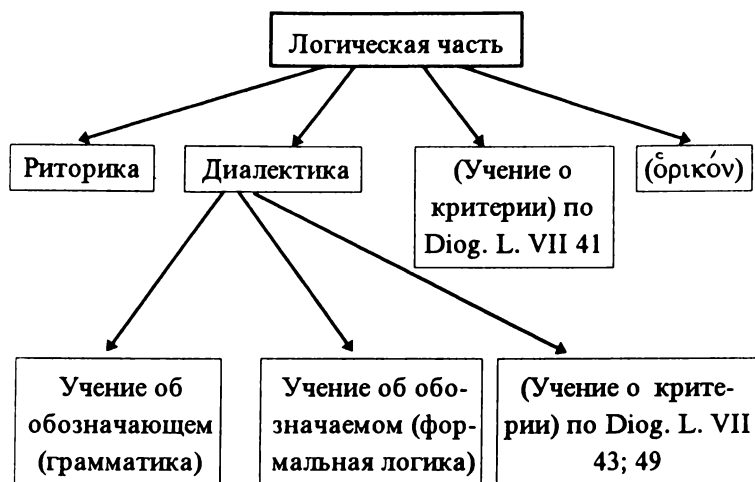 Логическая часть
Риторика
Диалектика
(Учение о
критерии) по
Diog. L. VII 41
(ὁρικόν)
Учение об
обозначающем
(грамматика)
Учение об обо-
значаемом (фор-
мальная логика)
(Учение о крите-
рии) по Diog. L. VII
43; 49